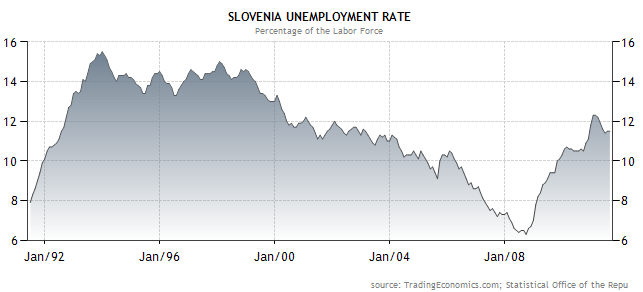 SLOVENIA UNEMPLOYMENT RATE
Percentage of the Labor Force
16 16
14 14
12 12
10 10
8 8
6 6
Jan/92 Jan/96 Jan/00 Jan/04 Jan/08
source: TradingEconomics.com; Statistical Office of the Repu